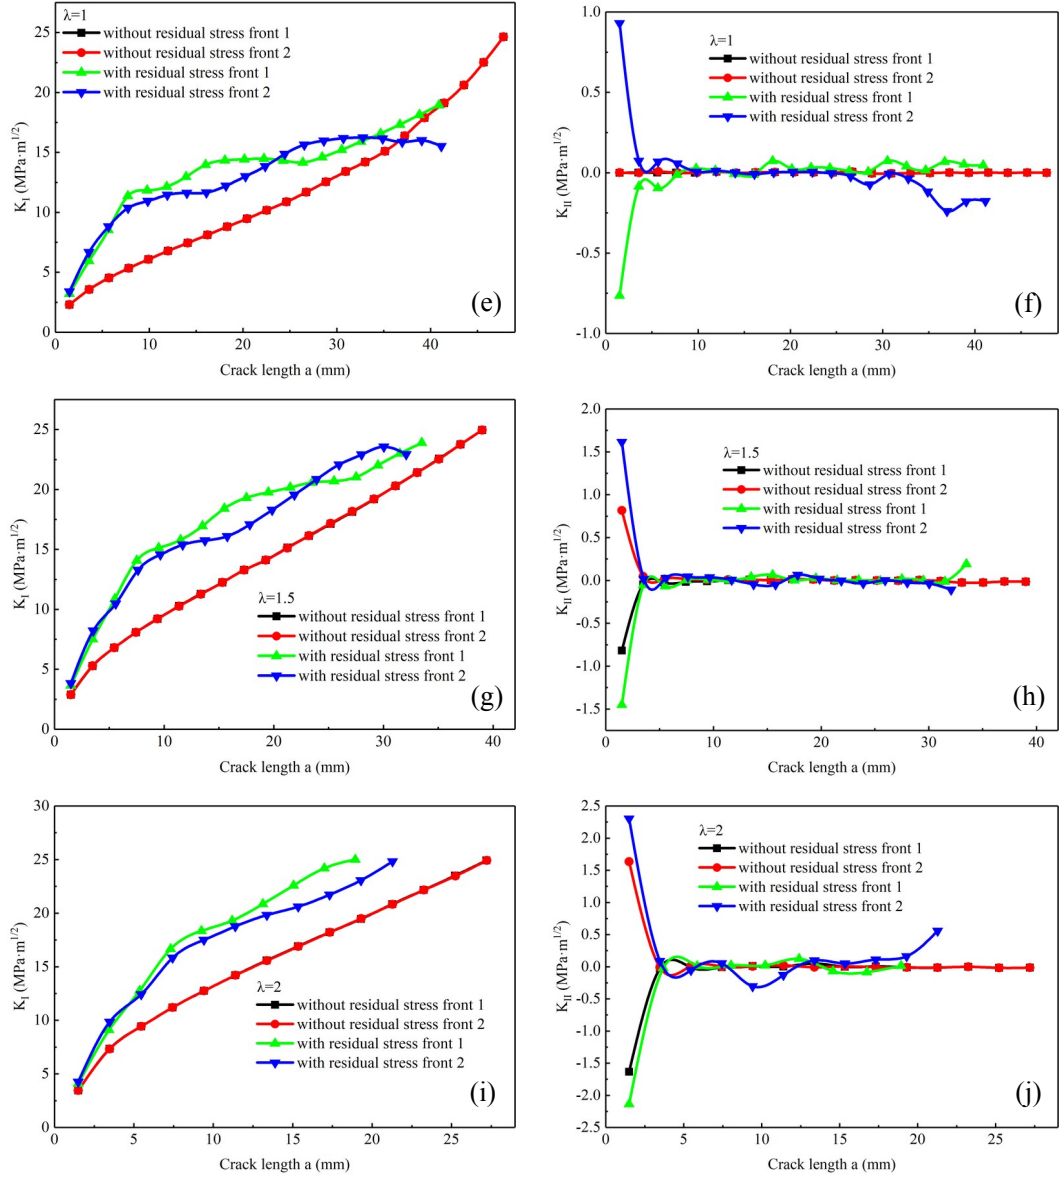 λ=1
without residual stress front 1
without residual stress front 2
with residual stress front 1
with residual stress front 2
25
20
15
10
5
0
K_I (MPa·m^1/2)
0 10 20 30 40
Crack length a (mm)
(e)
λ=1
without residual stress front 1
without residual stress front 2
with residual stress front 1
with residual stress front 2
1.0
0.5
0.0
-0.5
-1.0
K_II (MPa·m^1/2)
0 10 20 30 40
Crack length a (mm)
(f)
25
20
15
10
5
0
K_I (MPa·m^1/2)
λ=1.5
without residual stress front 1
without residual stress front 2
with residual stress front 1
with residual stress front 2
0 10 20 30 40
Crack length a (mm)
(g)
2.0
1.5
1.0
0.5
0.0
-0.5
-1.0
-1.5
K_II (MPa·m^1/2)
λ=1.5
without residual stress front 1
without residual stress front 2
with residual stress front 1
with residual stress front 2
0 10 20 30 40
Crack length a (mm)
(h)
30
25
20
15
10
5
0
K_I (MPa·m^1/2)
λ=2
without residual stress front 1
without residual stress front 2
with residual stress front 1
with residual stress front 2
0 5 10 15 20 25
Crack length a (mm)
(i)
2.5
2.0
1.5
1.0
0.5
0.0
-0.5
-1.0
-1.5
-2.0
-2.5
K_II (MPa·m^1/2)
λ=2
without residual stress front 1
without residual stress front 2
with residual stress front 1
with residual stress front 2
0 5 10 15 20 25
Crack length a (mm)
(j)